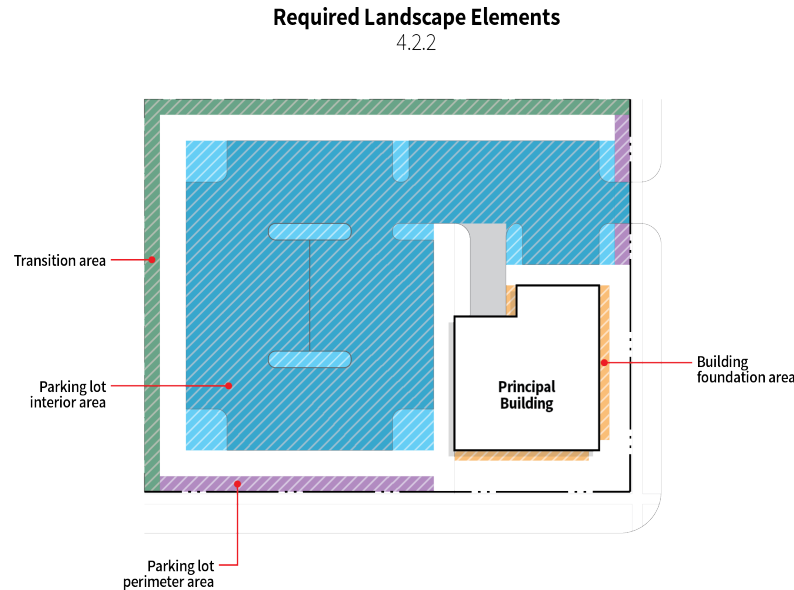 Required Landscape Elements
4.2.2
Transition area
Parking lot
interior area
Principal
Building
Building
foundation area
Parking lot
perimeter area